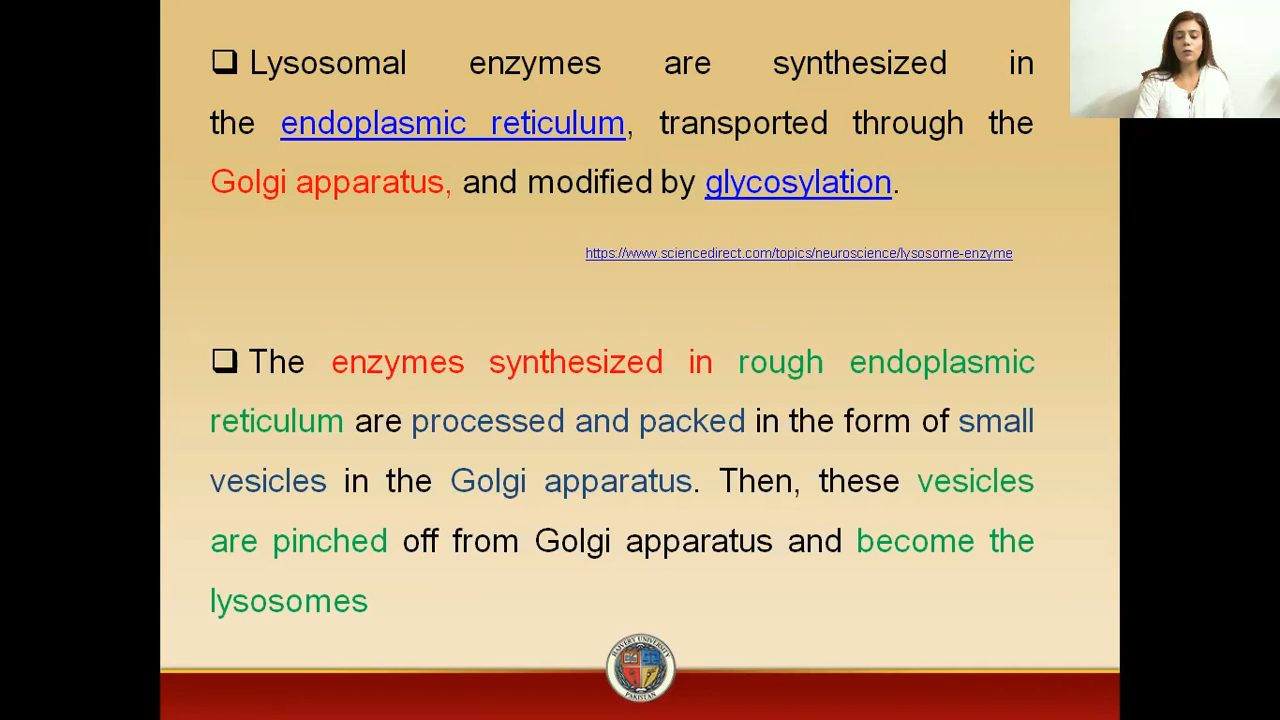 ❑ Lysosomal enzymes are synthesized in
the endoplasmic reticulum, transported through the
Golgi apparatus, and modified by glycosylation.
https://www.sciencedirect.com/topics/neuroscience/lysosome-enzyme
❑ The enzymes synthesized in rough endoplasmic
reticulum are processed and packed in the form of small
vesicles in the Golgi apparatus. Then, these vesicles
are pinched off from Golgi apparatus and become the
lysosomes
PAKISTAN